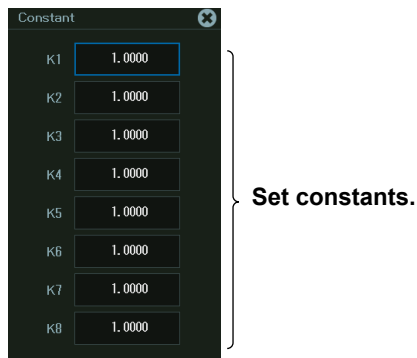 Constant
K1 1.0000
K2 1.0000
K3 1.0000
K4 1.0000
Set constants.
K5 1.0000
K6 1.0000
K7 1.0000
K8 1.0000